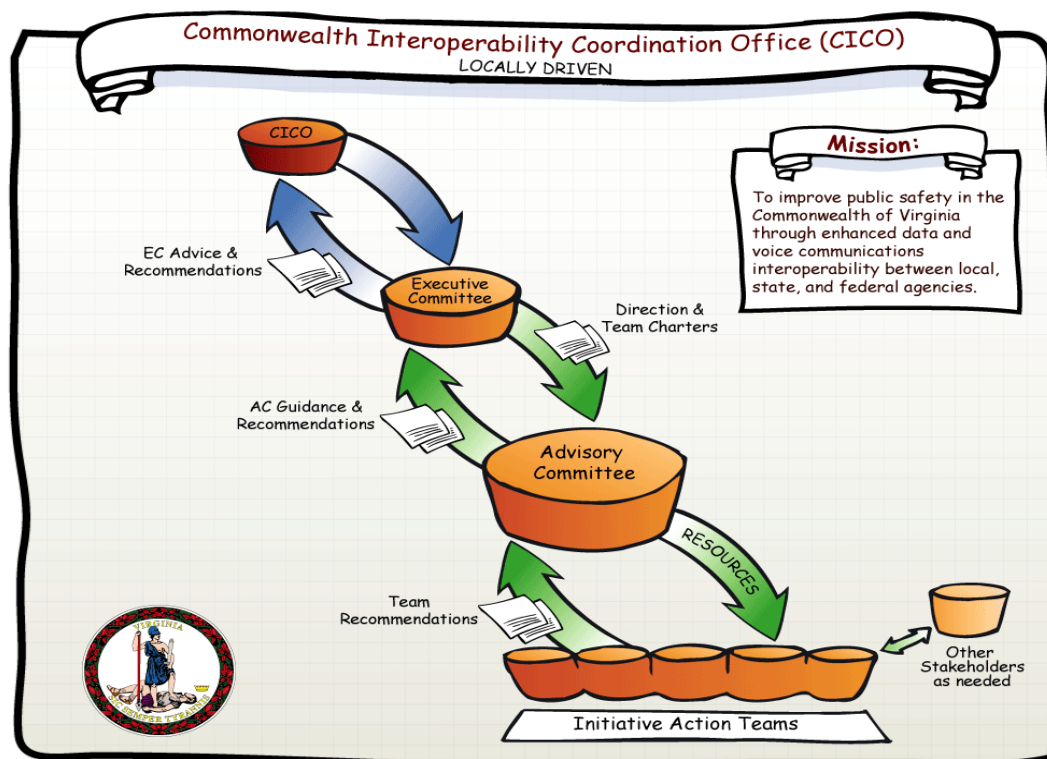 Commonwealth Interoperability Coordination Office (CICO)
LOCALLY DRIVEN
CICO
Mission:
To improve public safety in the
Commonwealth of Virginia
through enhanced data and
voice communications
interoperability between local,
state, and federal agencies.
EC Advice &
Recommendations
Executive
Committee
Direction &
Team Charters
AC Guidance &
Recommendations
Advisory
Committee
RESOURCES
Team
Recommendations
Other
Stakeholders
as needed
Initiative Action Teams
VIRGINIA
SIC SEMPER TYRANNIS